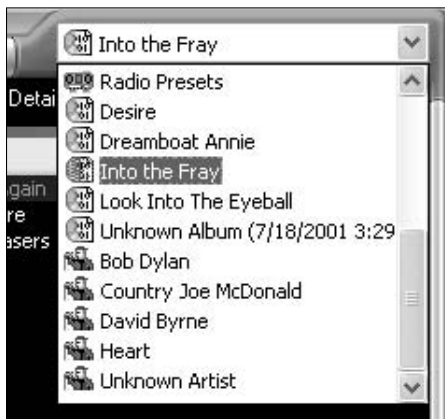 Into the Fray
Radio Presets
Detai
Desire
Dreamboat Annie
Into the Fray
gain
Look Into The Eyeball
re
Unknown Album (7/18/2001 3:29
asers
Bob Dylan
Country Joe McDonald
David Byrne
Heart
Unknown Artist